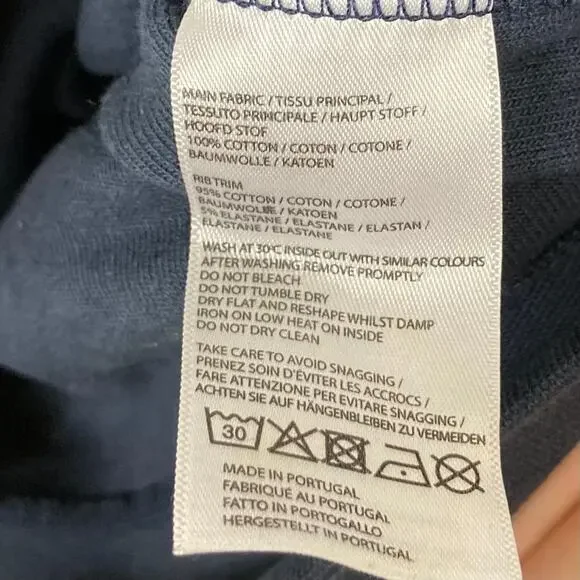 MAIN FABRIC / TISSU PRINCIPAL /
TESSUTO PRINCIPALE / HAUPT STOFF /
HOOFD STOF
100% COTTON / COTON / COTONE /
BAUMWOLLE / KATOEN
RIB TRIM
95% COTTON / COTON / COTONE /
BAUMWOLLE / KATOEN
5% ELASTANE / ELASTANE / ELASTAN /
ELASTANE / ELASTANE
WASH AT 30°C INSIDE OUT WITH SIMILAR COLOURS
AFTER WASHING REMOVE PROMPTLY
DO NOT BLEACH
DO NOT TUMBLE DRY
DRY FLAT AND RESHAPE WHILST DAMP
IRON ON LOW HEAT ON INSIDE
DO NOT DRY CLEAN
TAKE CARE TO AVOID SNAGGING /
PRENEZ SOIN D'ÉVITER LES ACCROCS /
FARE ATTENZIONE PER EVITARE SNAGGING /
ACHTEN SIE AUF HÄNGENBLEIBEN ZU VERMEIDEN
30
MADE IN PORTUGAL
FABRIQUÉ AU PORTUGAL
FATTO IN PORTOGALLO
HERGESTELLT IN PORTUGAL